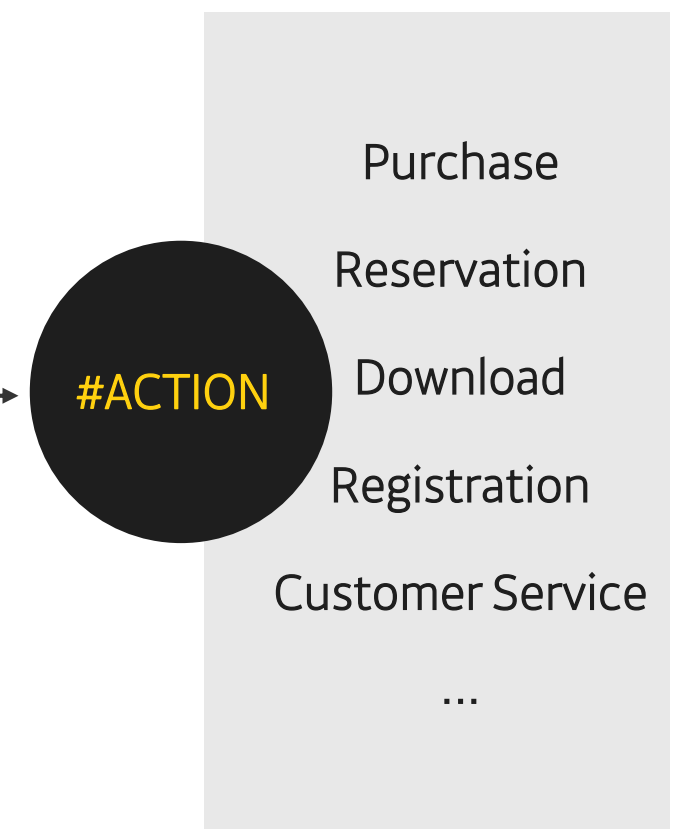 #ACTION
Purchase
Reservation
Download
Registration
Customer Service
...